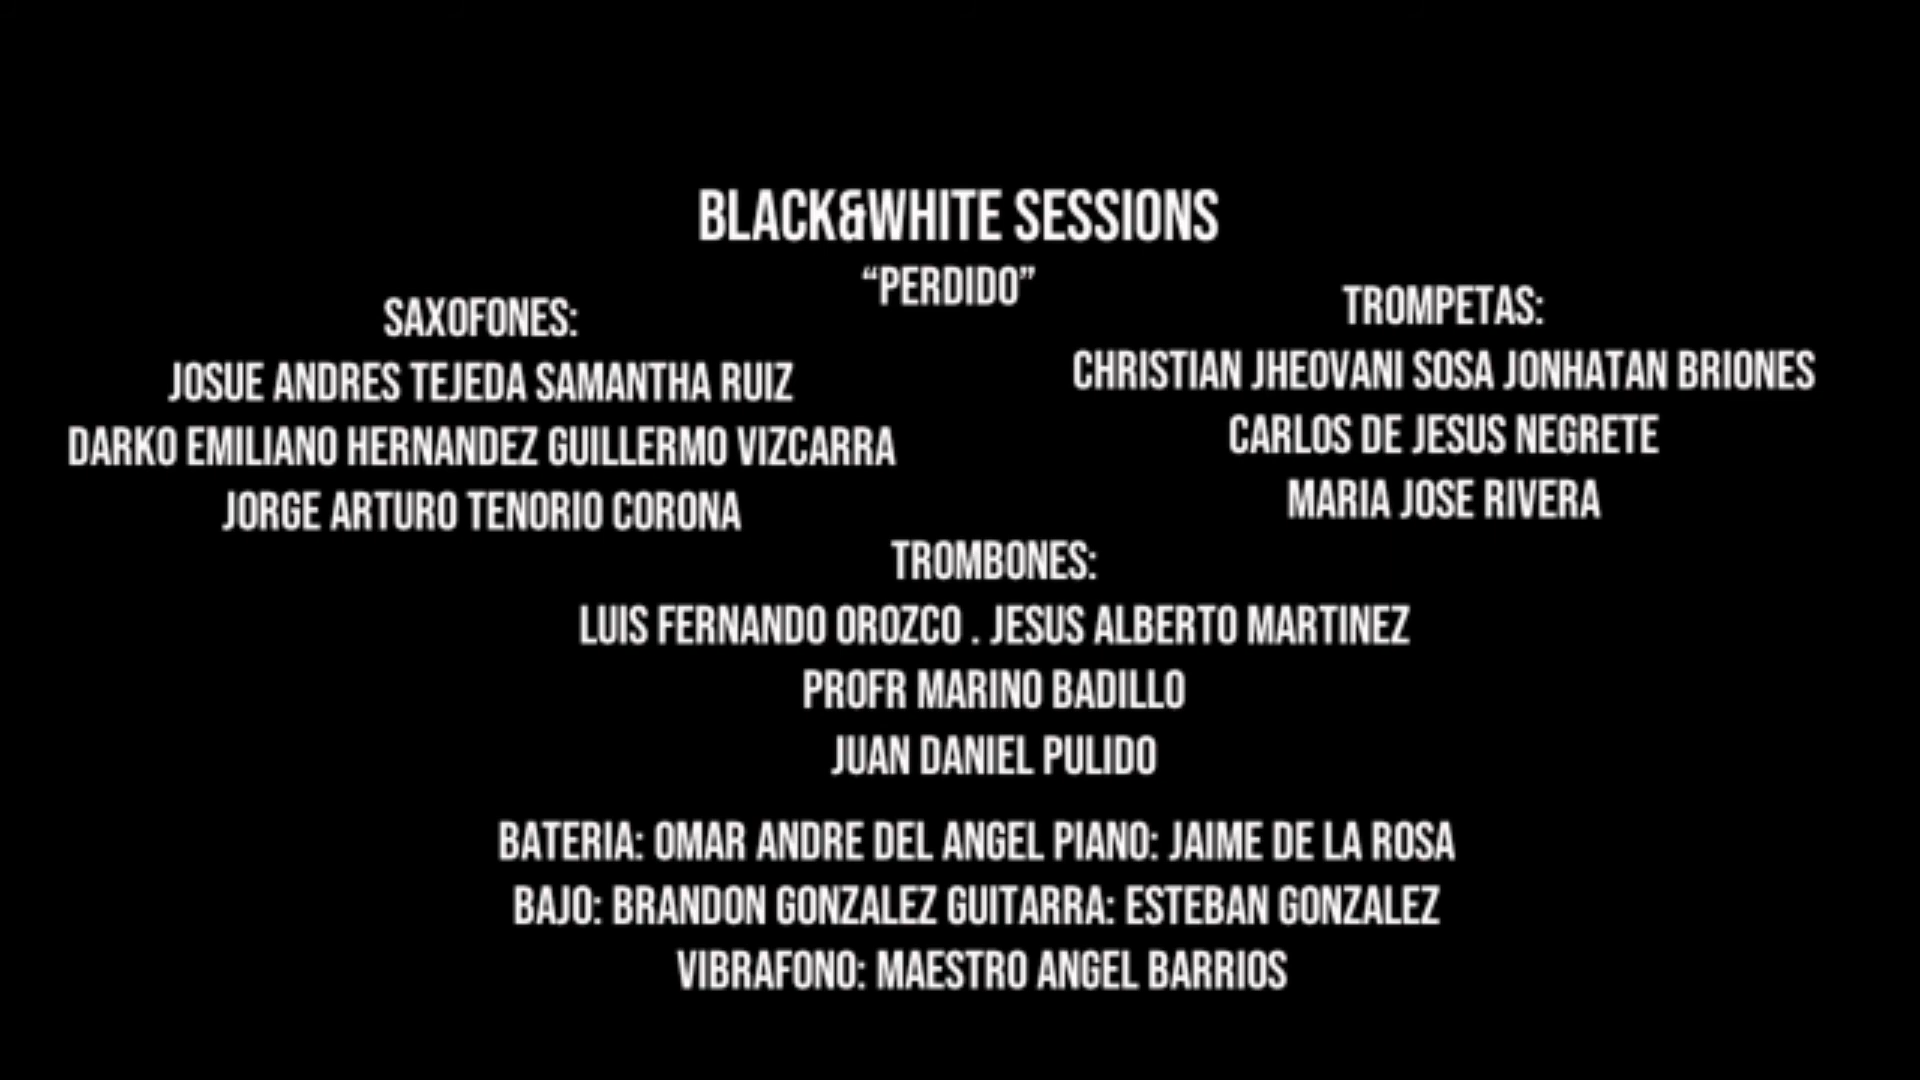 BLACK&WHITE SESSIONS
“PERDIDO”
SAXOFONES:
JOSUE ANDRES TEJEDA SAMANTHA RUIZ
DARKO EMILIANO HERNANDEZ GUILLERMO VIZCARRA
JORGE ARTURO TENORIO CORONA
TROMPETAS:
CHRISTIAN JHEOVANI SOSA JONHATAN BRIONES
CARLOS DE JESUS NEGRETE
MARIA JOSE RIVERA
TROMBONES:
LUIS FERNANDO OROZCO . JESUS ALBERTO MARTINEZ
PROFR MARINO BADILLO
JUAN DANIEL PULIDO
BATERIA: OMAR ANDRE DEL ANGEL PIANO: JAIME DE LA ROSA
BAJO: BRANDON GONZALEZ GUITARRA: ESTEBAN GONZALEZ
VIBRAFONO: MAESTRO ANGEL BARRIOS